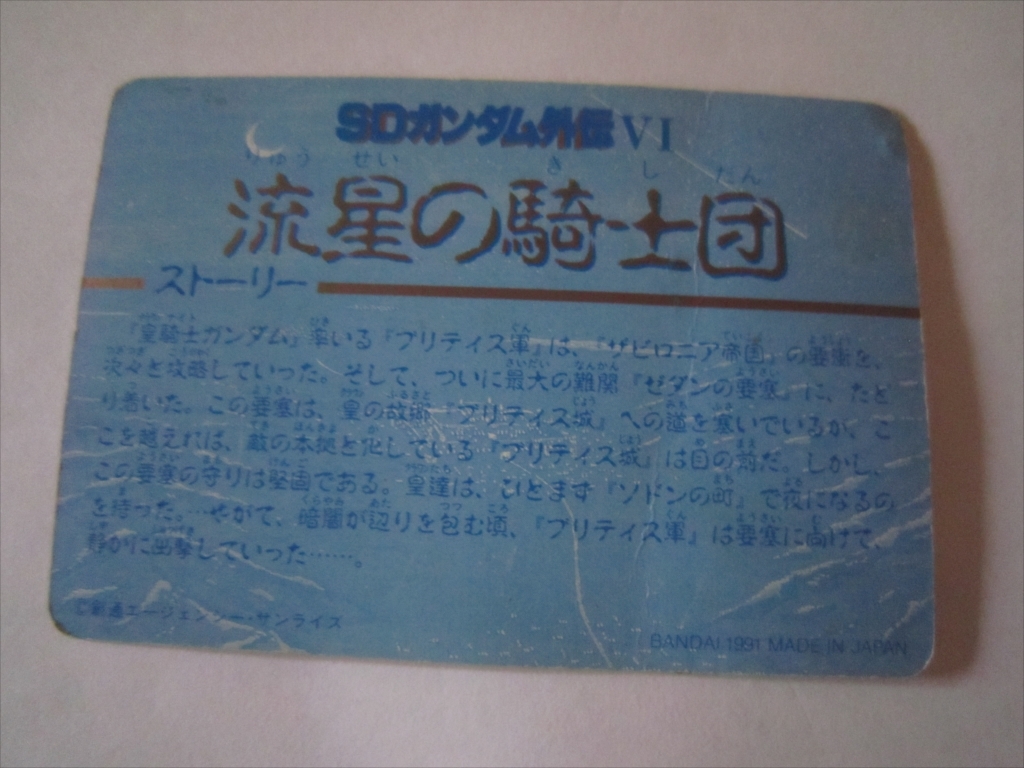 SDガンダム外伝 VI
りゅう せい き し だん
流星の騎士団
ストーリー
『皇騎士ガンダム』率いる『ブリティス軍』は、『ザビロニア帝国』の要衝を、
次々と攻略していった。そして、ついに最大の難関『ゼダンの要塞』に、たど
り着いた。この要塞は、皇の故郷『ブリティス城』への道を塞いでいるが、こ
こを越えれば、敵の本拠と化している『ブリティス城』は目の前だ。しかし、
この要塞の守りは堅固である。皇達は、ひとまず『ソドンの町』で夜になるの
を待った。…やがて、暗闇が辺りを包む頃、『ブリティス軍』は要塞に向けて、
静かに出撃していった……。
©創通エージェンシー・サンライズ
BANDAI 1991 MADE IN JAPAN